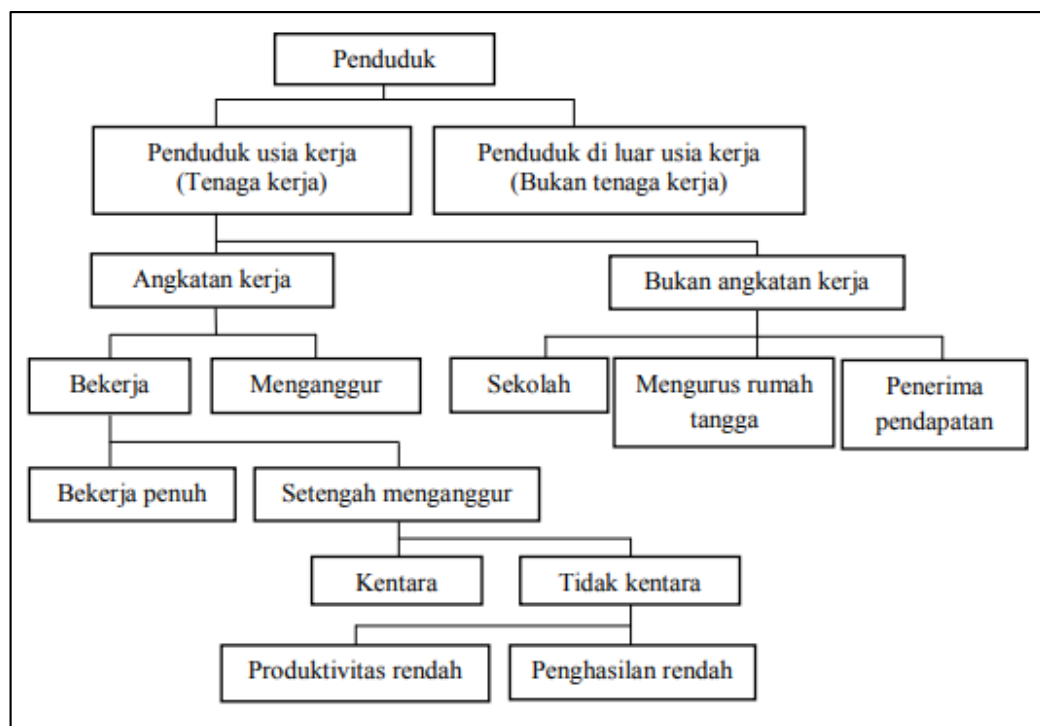 Penduduk
Penduduk usia kerja
(Tenaga kerja)
Penduduk di luar usia kerja
(Bukan tenaga kerja)
Angkatan kerja
Bukan angkatan kerja
Bekerja
Menganggur
Sekolah
Mengurus rumah
tangga
Penerima
pendapatan
Bekerja penuh
Setengah menganggur
Kentara
Tidak kentara
Produktivitas rendah
Penghasilan rendah